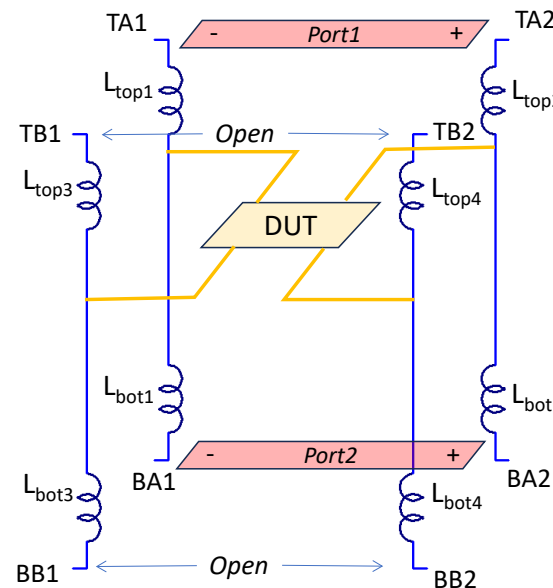 TA1
- Port1 +
TA2
Ltop1
Ltop
TB1
Open
TB2
Ltop3
Ltop4
DUT
Lbot1
Lbot
- Port2 +
BA1
BA2
Lbot3
Lbot4
BB1
Open
BB2